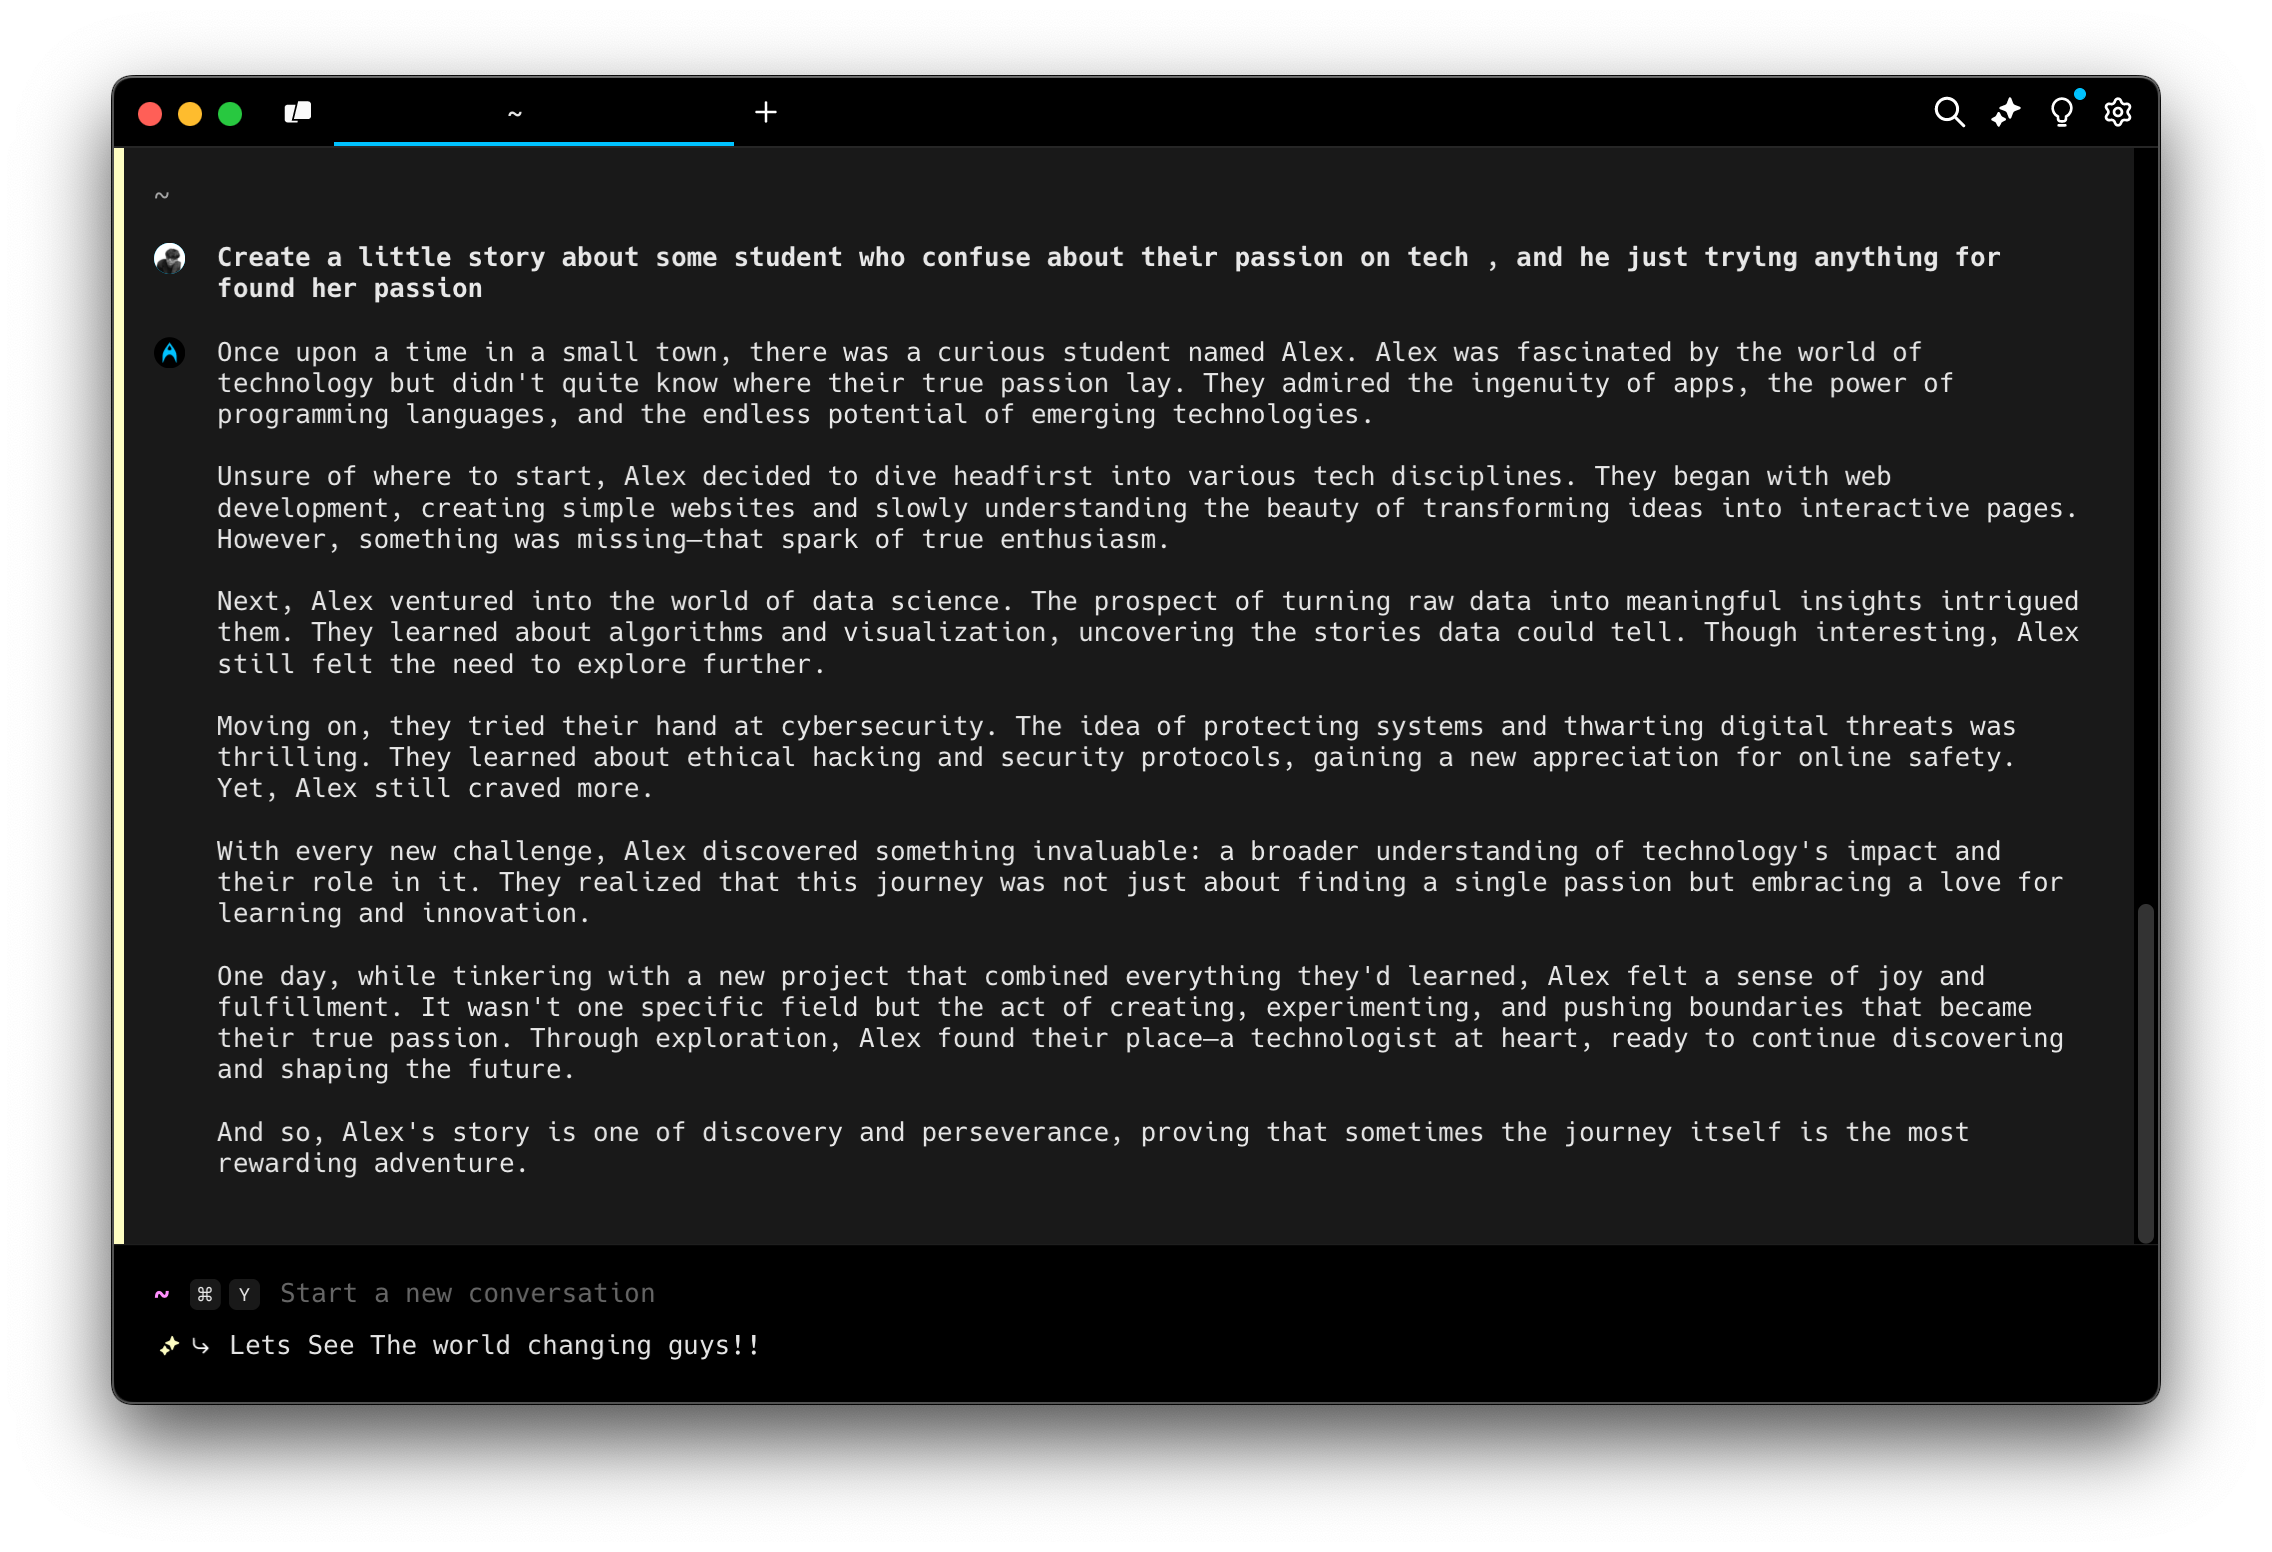 ~
~
Create a little story about some student who confuse about their passion on tech , and he just trying anything for
found her passion
Once upon a time in a small town, there was a curious student named Alex. Alex was fascinated by the world of
technology but didn't quite know where their true passion lay. They admired the ingenuity of apps, the power of
programming languages, and the endless potential of emerging technologies.
Unsure of where to start, Alex decided to dive headfirst into various tech disciplines. They began with web
development, creating simple websites and slowly understanding the beauty of transforming ideas into interactive pages.
However, something was missing—that spark of true enthusiasm.
Next, Alex ventured into the world of data science. The prospect of turning raw data into meaningful insights intrigued
them. They learned about algorithms and visualization, uncovering the stories data could tell. Though interesting, Alex
still felt the need to explore further.
Moving on, they tried their hand at cybersecurity. The idea of protecting systems and thwarting digital threats was
thrilling. They learned about ethical hacking and security protocols, gaining a new appreciation for online safety.
Yet, Alex still craved more.
With every new challenge, Alex discovered something invaluable: a broader understanding of technology's impact and
their role in it. They realized that this journey was not just about finding a single passion but embracing a love for
learning and innovation.
One day, while tinkering with a new project that combined everything they'd learned, Alex felt a sense of joy and
fulfillment. It wasn't one specific field but the act of creating, experimenting, and pushing boundaries that became
their true passion. Through exploration, Alex found their place—a technologist at heart, ready to continue discovering
and shaping the future.
And so, Alex's story is one of discovery and perseverance, proving that sometimes the journey itself is the most
rewarding adventure.
~ ⌘ Y Start a new conversation
Lets See The world changing guys!!